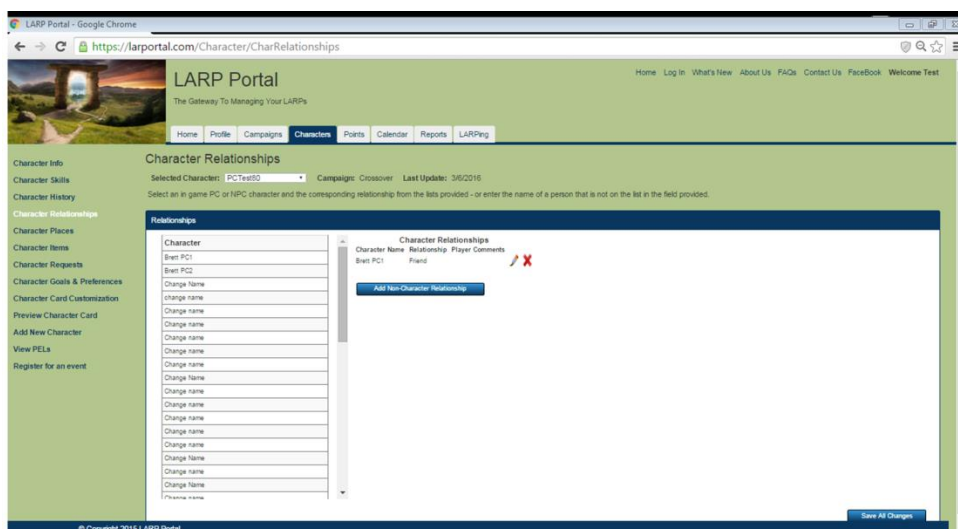 LARP Portal - Google Chrome
https://larportal.com/Character/CharRelationships
LARP Portal
The Gateway To Managing Your LARPs
Home Log In What's New About Us FAQs Contact Us FaceBook Welcome Test
Home Profile Campaigns Characters Points Calendar Reports LARPing
Character Info
Character Skills
Character History
Character Relationships
Character Places
Character Items
Character Requests
Character Goals & Preferences
Character Card Customization
Preview Character Card
Add New Character
View PELs
Register for an event
Character Relationships
Selected Character: PCTest80 Campaign: Crossover Last Update: 3/6/2016
Select an in game PC or NPC character and the corresponding relationship from the lists provided - or enter the name of a person that is not on the list in the field provided.
Relationships
Character
Brett PC1
Brett PC2
Change Name
change name
Change name
Change name
Change name
Change name
Change name
Change Name
Change name
Change name
Change name
Change name
Change name
Change Name
Change name
Change Name
Change name
Character Relationships
Character Name Relationship Player Comments
Brett PC1 Friend
Add Non-Character Relationship
Save All Changes
© Copyright 2015 LARP Portal